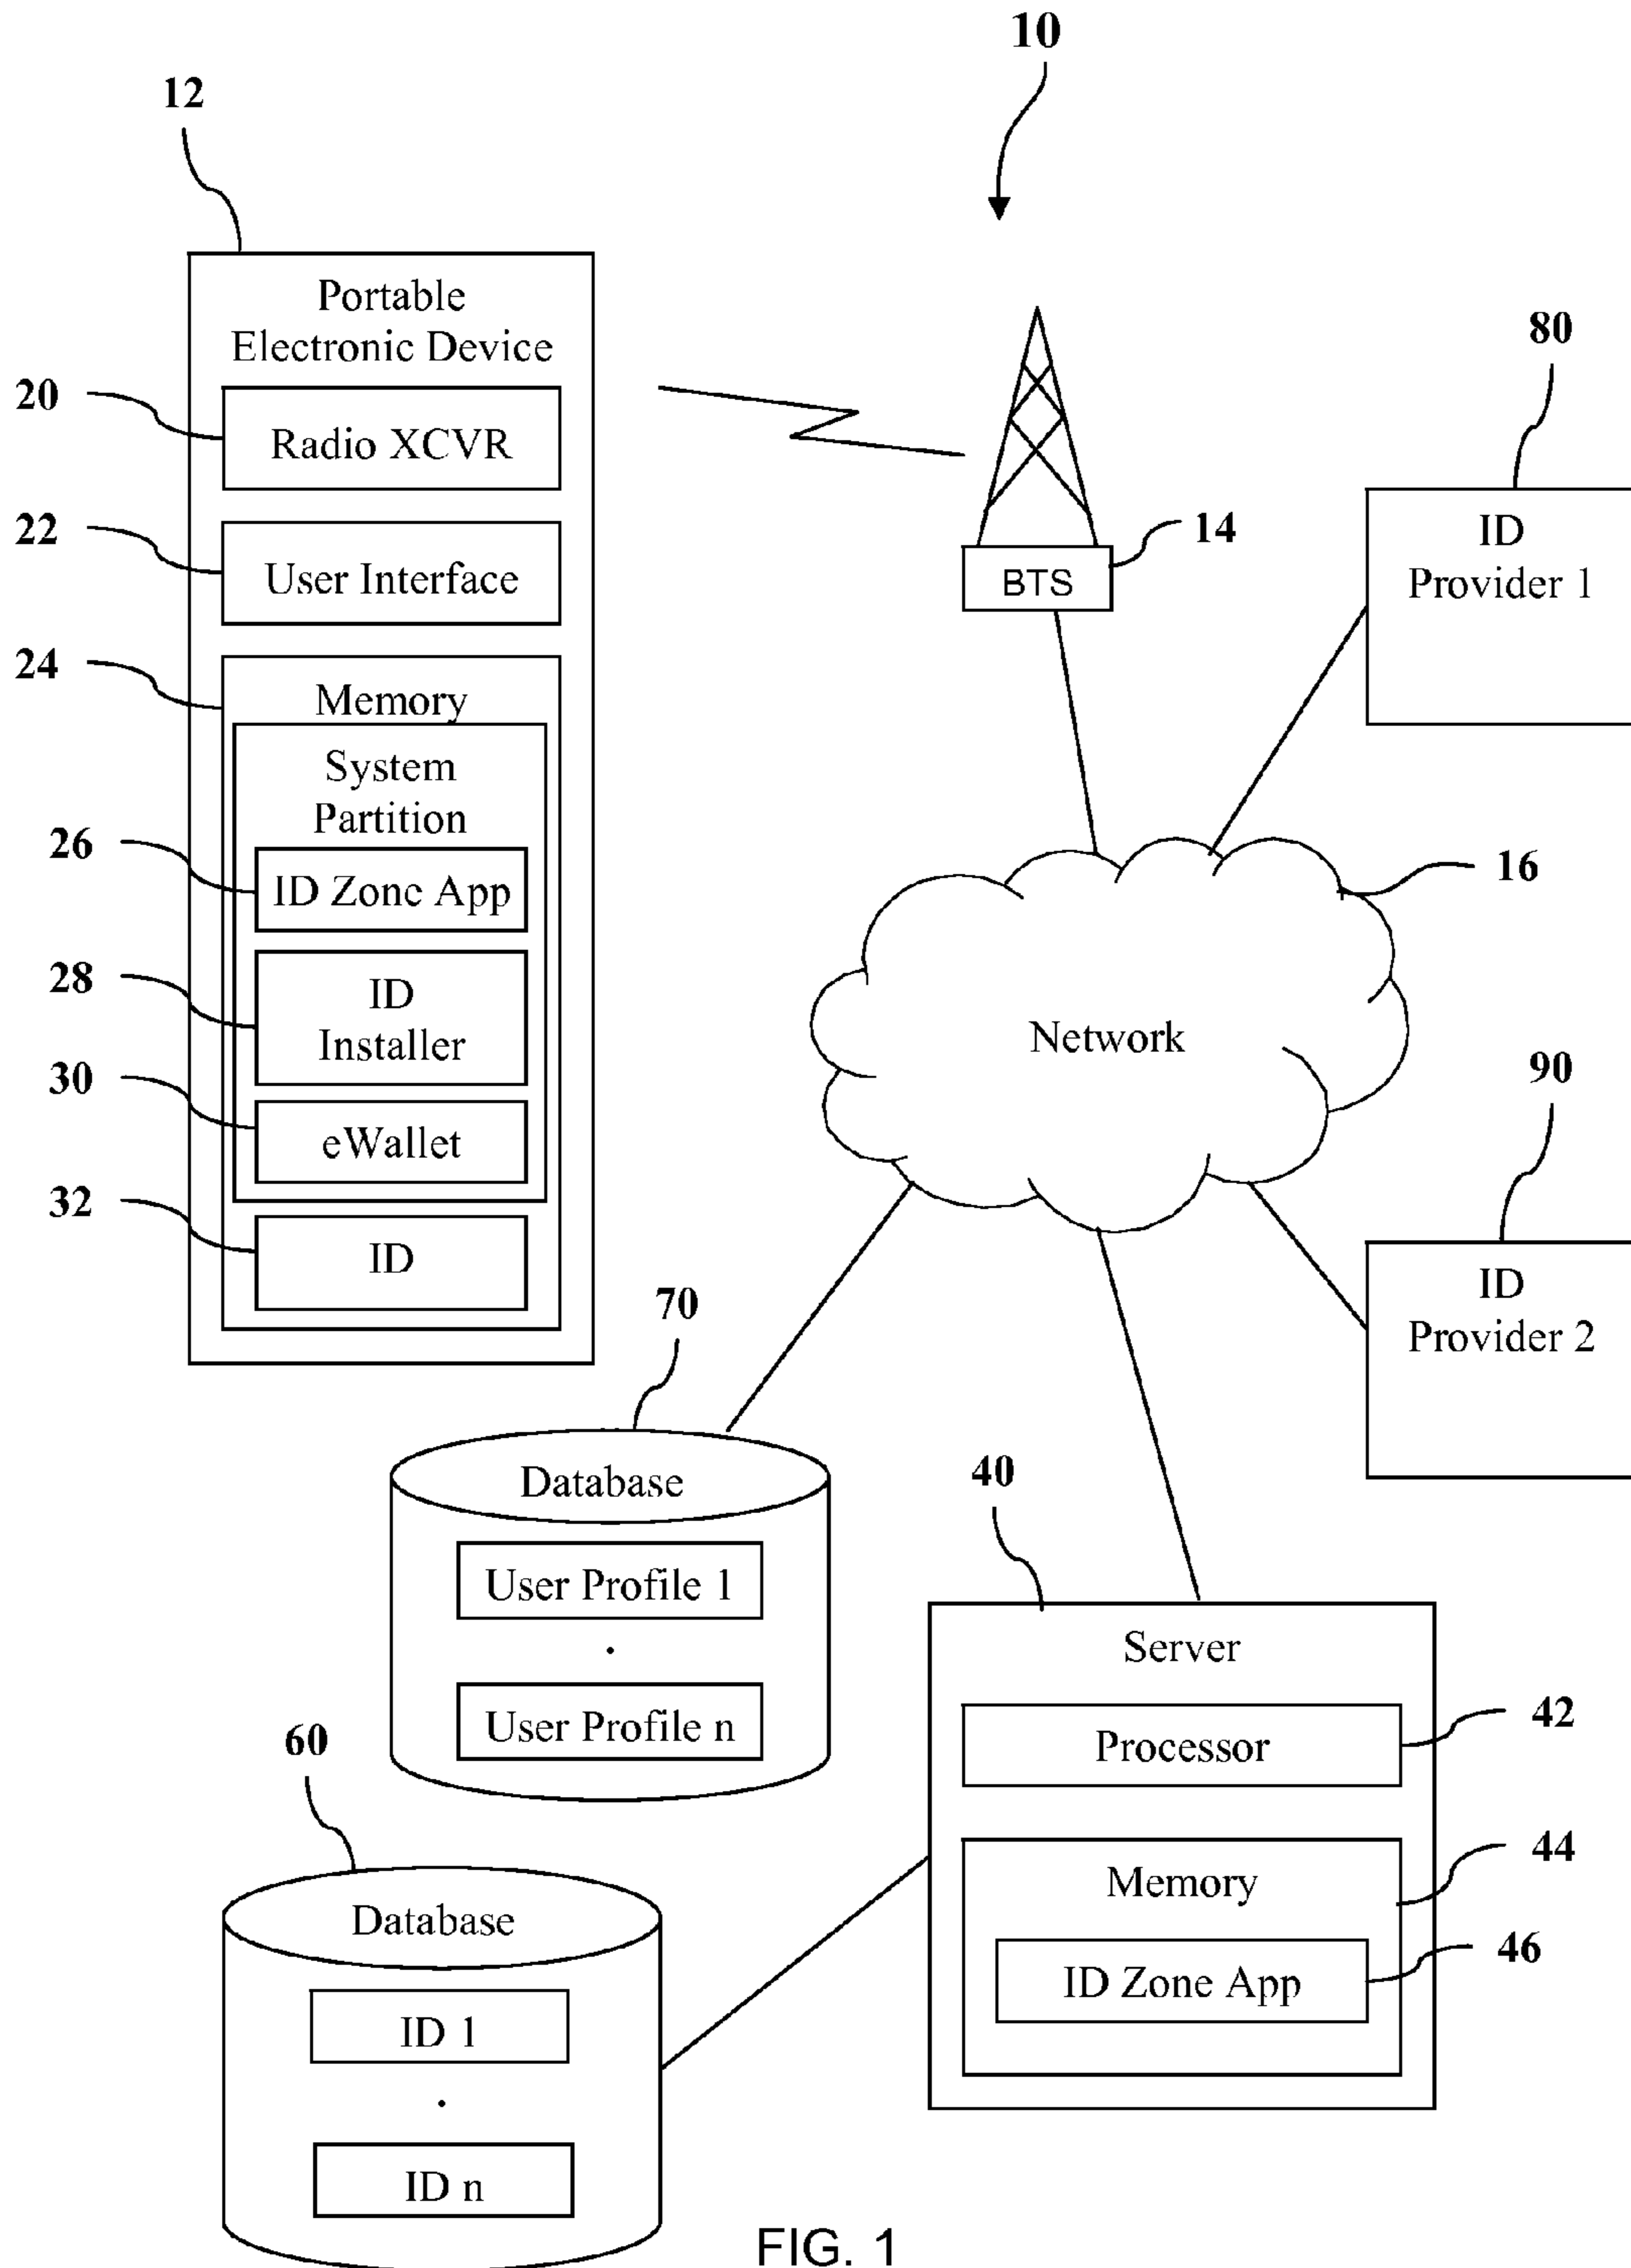 10
12
Portable
Electronic Device
20
Radio XCVR
22
User Interface
24
Memory
System
Partition
26
ID Zone App
28
ID
Installer
30
eWallet
32
ID
14
BTS
80
ID
Provider 1
16
Network
90
ID
Provider 2
70
Database
User Profile 1
.
User Profile n
40
Server
42
Processor
44
Memory
46
ID Zone App
60
Database
ID 1
.
ID n
FIG. 1